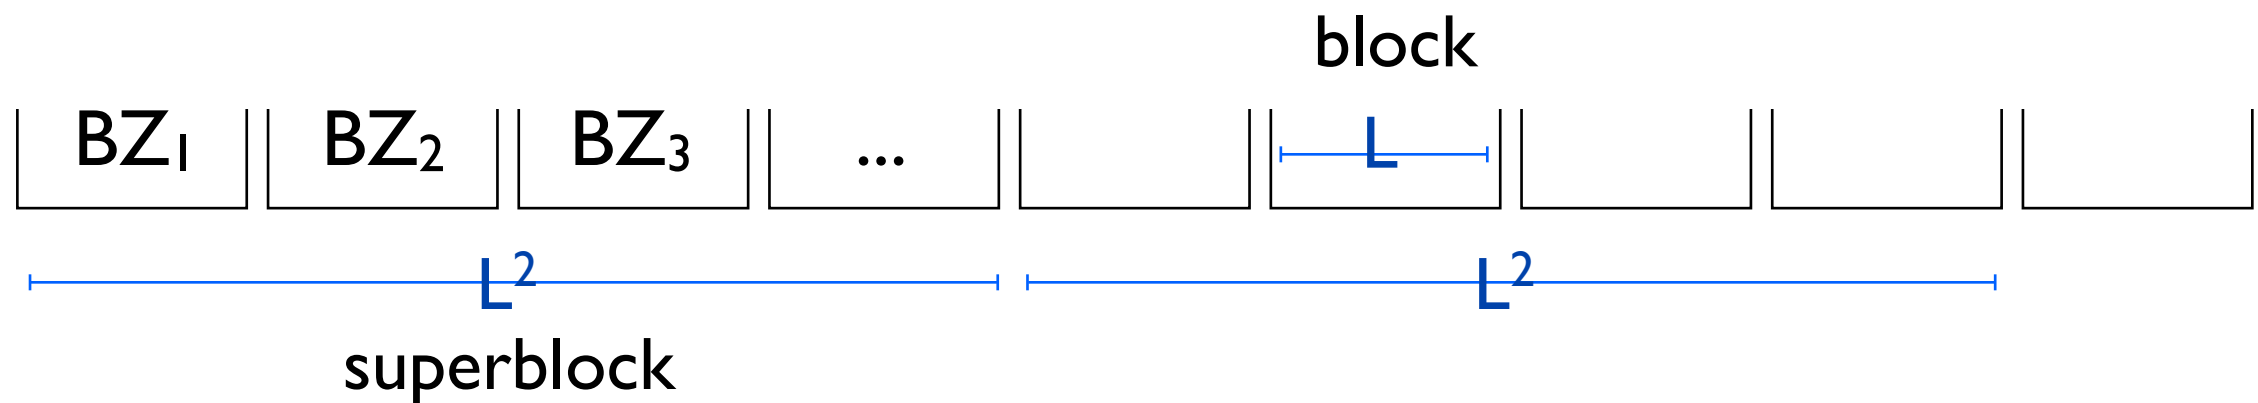 block
BZ₁ BZ₂ BZ₃ ... L
L² L²
superblock